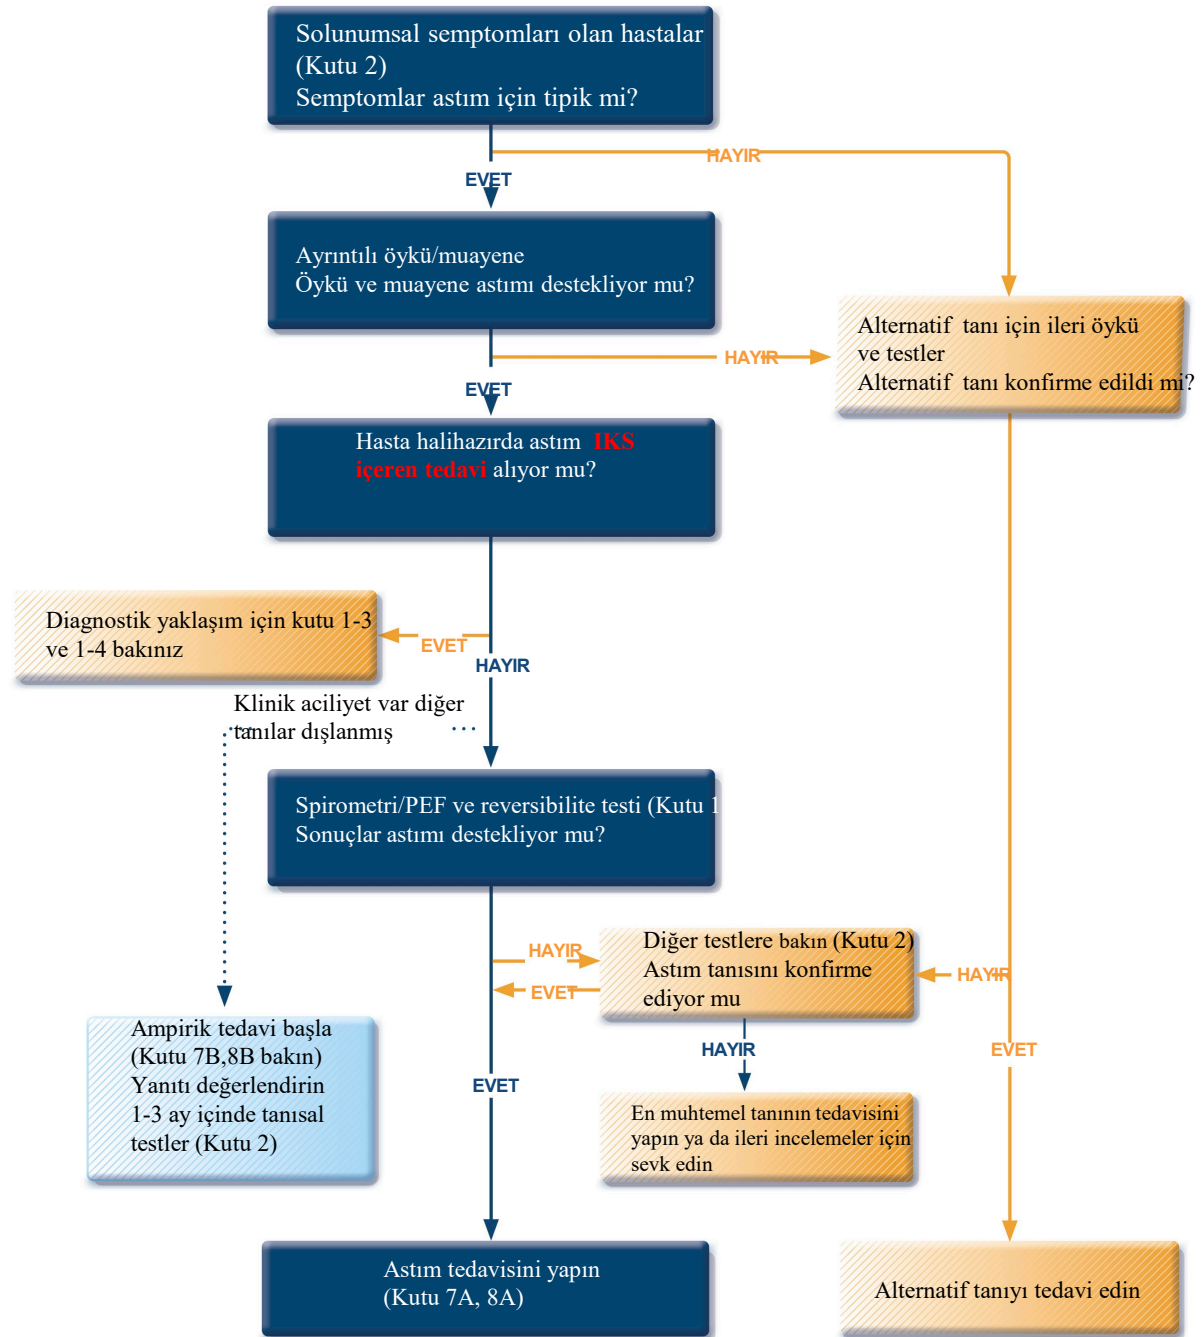 Solunumsal semptomları olan hastalar
(Kutu 2)
Semptomlar astım için tipik mi?
HAYIR
EVET
Ayrıntılı öykü/muayene
Öykü ve muayene astımı destekliyor mu?
Alternatif tanı için ileri öykü
ve testler
Alternatif tanı konfirme edildi mi?
HAYIR
EVET
Hasta halihazırda astım IKS
içeren tedavi alıyor mu?
Diagnostik yaklaşım için kutu 1-3
ve 1-4 bakınız
EVET
HAYIR
Klinik aciliyet var diğer
tanılar dışlanmış
Spirometri/PEF ve reversibilite testi (Kutu 1
Sonuçlar astımı destekliyor mu?
HAYIR
EVET
Diğer testlere bakın (Kutu 2)
Astım tanısını konfirme
ediyor mu
HAYIR
Ampirik tedavi başla
(Kutu 7B,8B bakın)
Yanıtı değerlendirin
1-3 ay içinde tanısal
testler (Kutu 2)
EVET
HAYIR
EVET
En muhtemel tanının tedavisini
yapın ya da ileri incelemeler için
sevk edin
Astım tedavisini yapın
(Kutu 7A, 8A)
Alternatif tanıyı tedavi edin